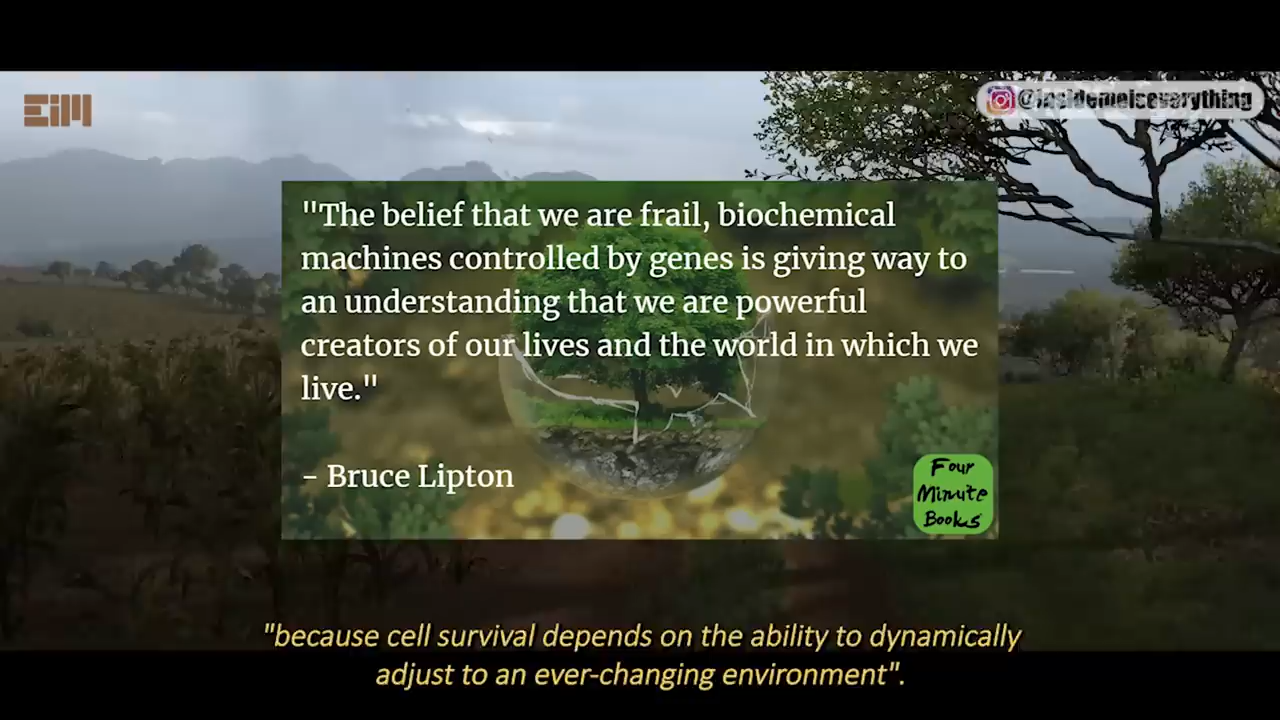 EIM
@insidemeiseverything
"The belief that we are frail, biochemical
machines controlled by genes is giving way to
an understanding that we are powerful
creators of our lives and the world in which we
live."
- Bruce Lipton
Four
Minute
Books
"because cell survival depends on the ability to dynamically
adjust to an ever-changing environment".